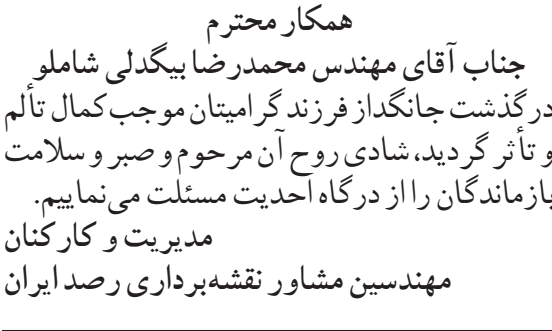 همکار محترم
جناب آقای مهندس محمدرضا بیگدلی شاملو
درگذشت جانگداز فرزند گرامیتان موجب کمال تألم
و تأثر گردید، شادی روح آن مرحوم و صبر و سلامت
بازماندگان را از درگاه احدیت مسئلت می‌نماییم.
مدیریت و کارکنان
مهندسین مشاور نقشه‌برداری رصد ایران